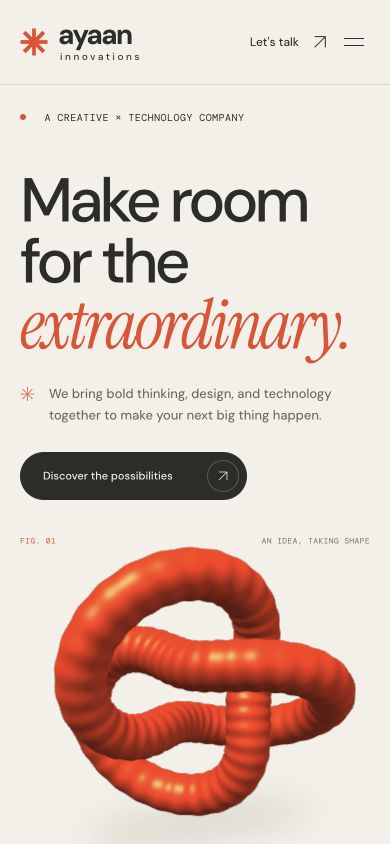 ayaan
innovations
Let's talk
A CREATIVE × TECHNOLOGY COMPANY
Make room
for the
extraordinary.
We bring bold thinking, design, and technology
together to make your next big thing happen.
Discover the possibilities
FIG. 01
AN IDEA, TAKING SHAPE